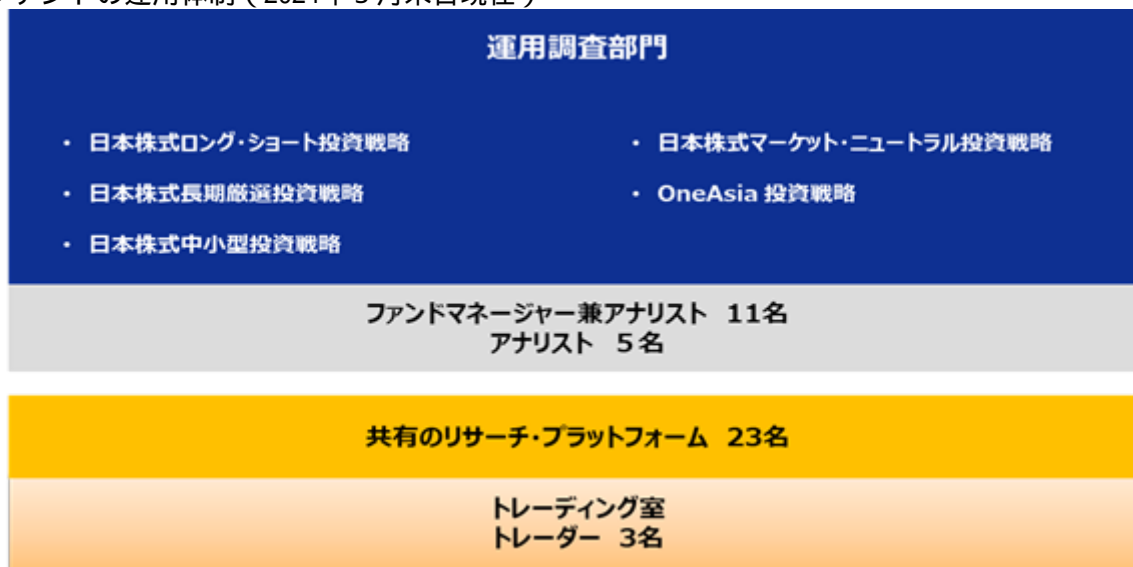 運用調査部門
・ 日本株式ロング・ショート投資戦略
・ 日本株式マーケット・ニュートラル投資戦略
・ 日本株式長期厳選投資戦略
・ OneAsia 投資戦略
・ 日本株式中小型投資戦略
ファンドマネージャー兼アナリスト 11名
アナリスト 5名
共有のリサーチ・プラットフォーム 23名
トレーディング室
トレーダー 3名